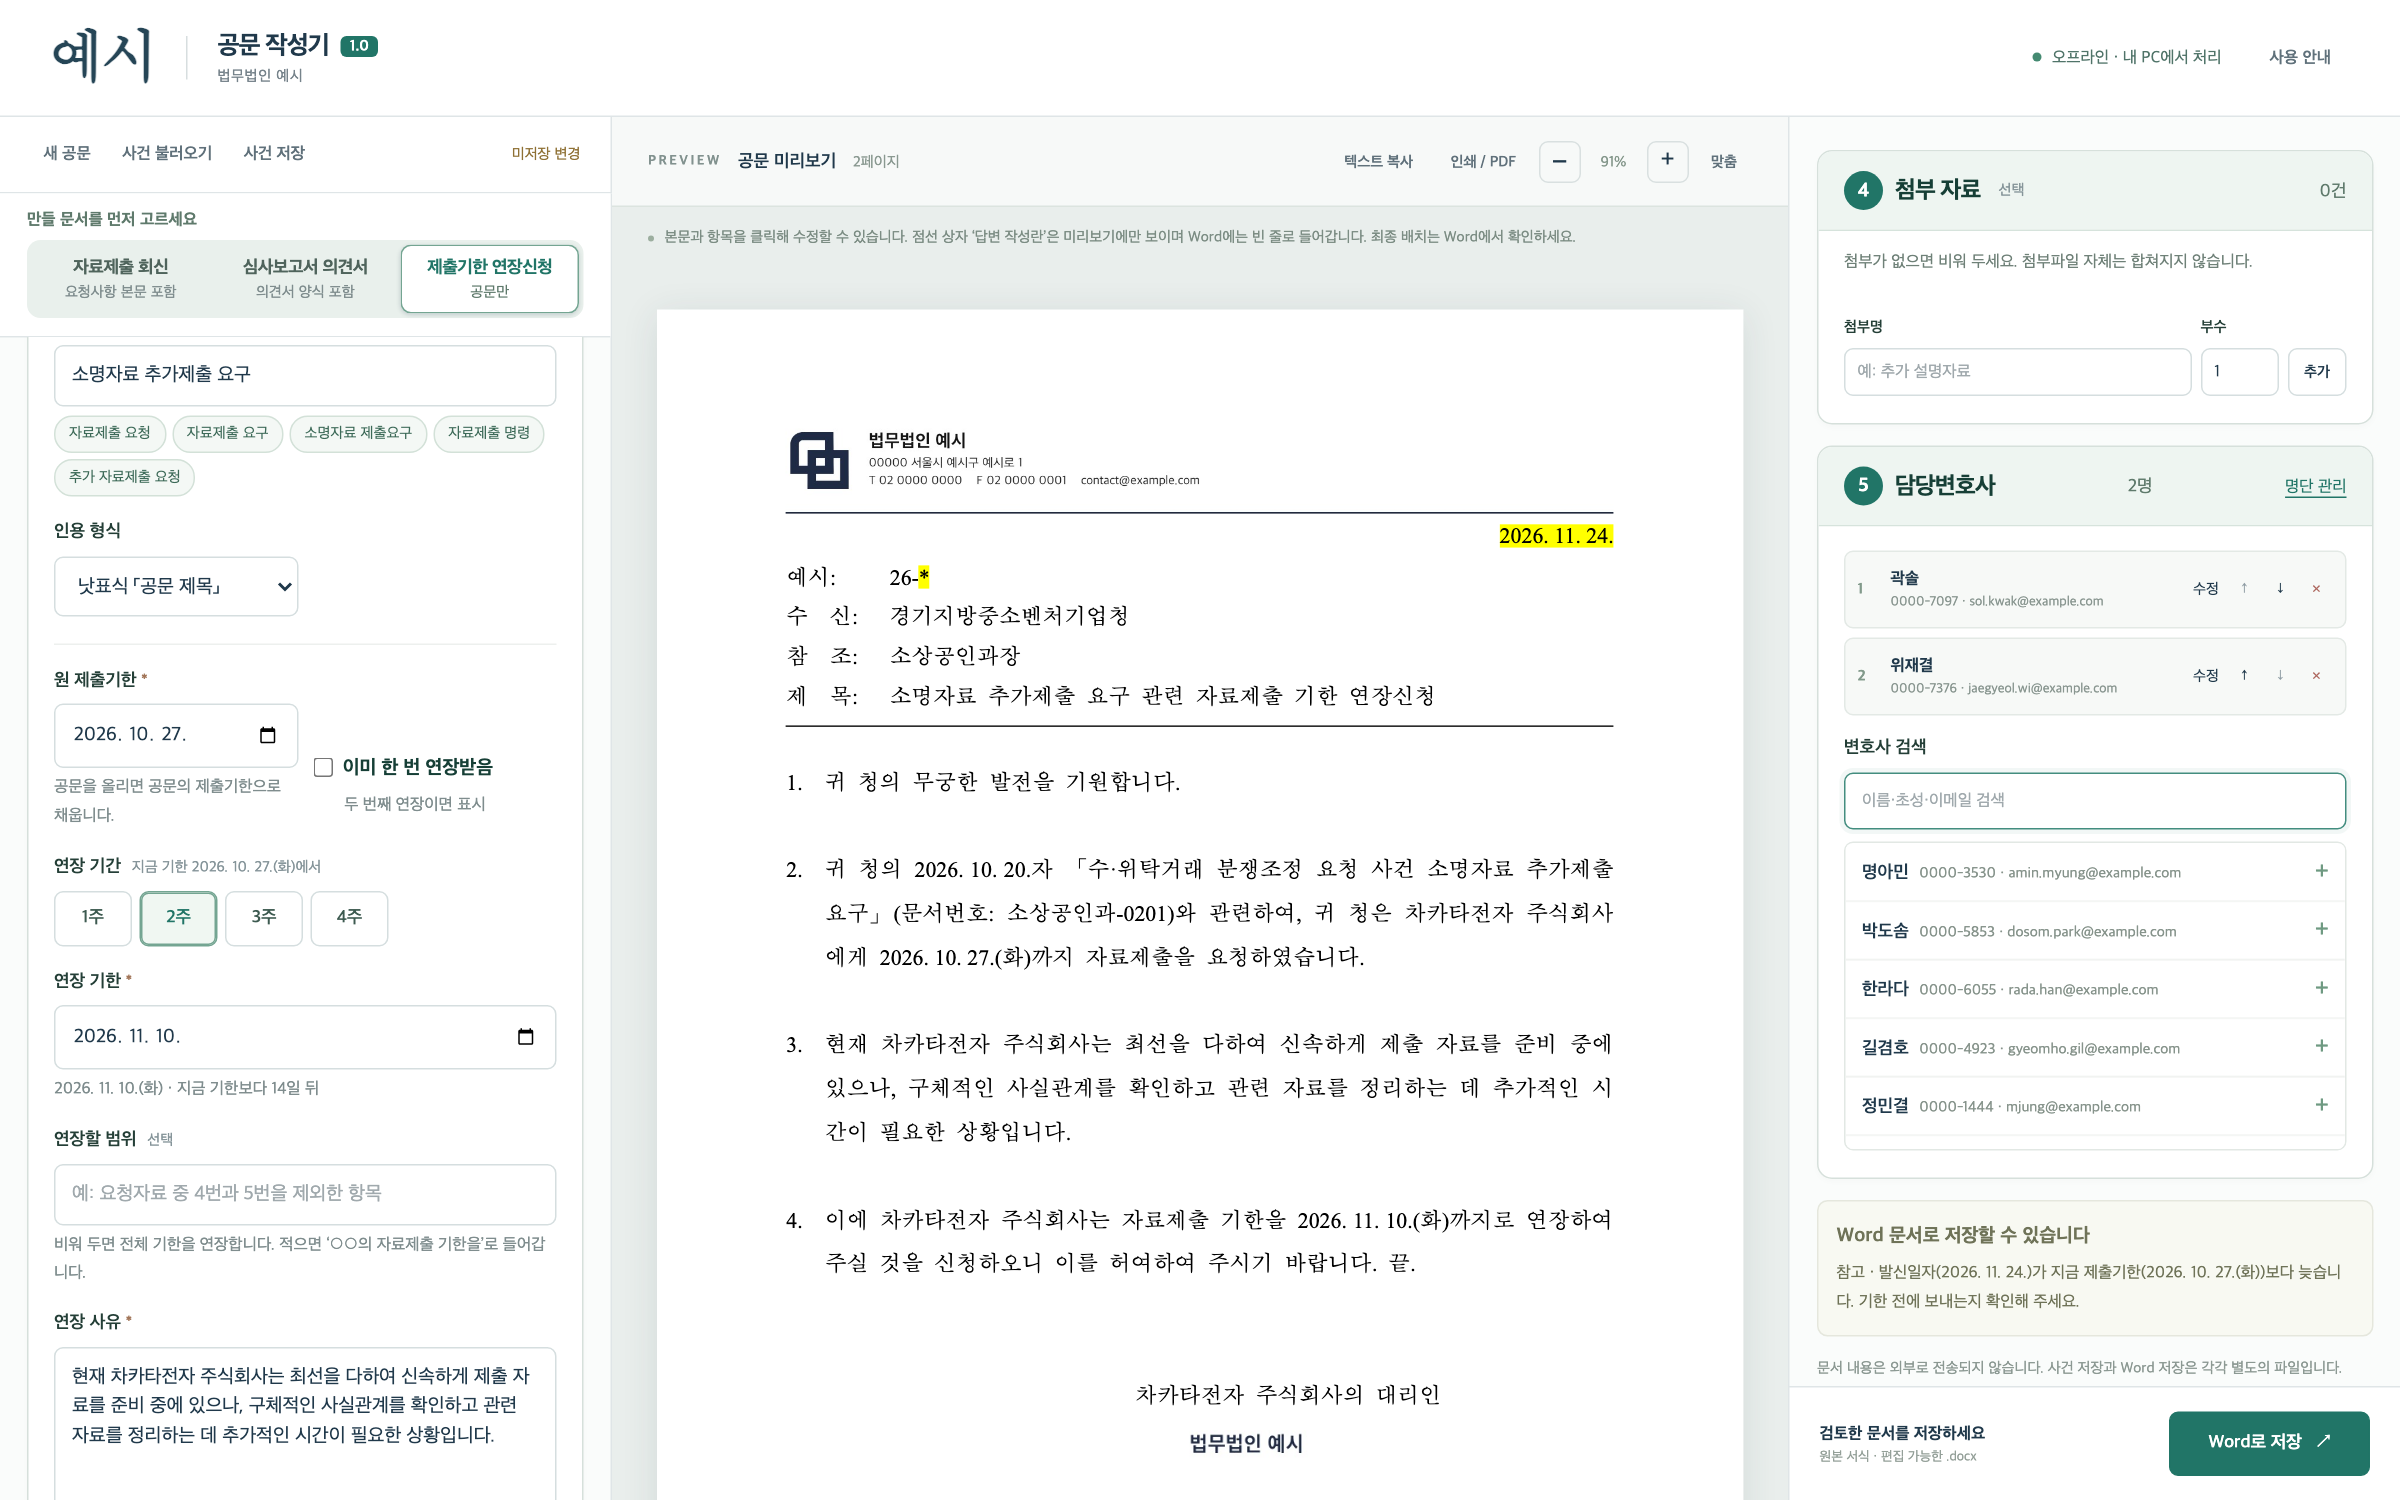 예시
공문 작성기 1.0
법무법인 예시
오프라인 · 내 PC에서 처리
사용 안내
새 공문
사건 불러오기
사건 저장
미저장 변경
만들 문서를 먼저 고르세요
자료제출 회신
요청사항 본문 포함
심사보고서 의견서
의견서 양식 포함
제출기한 연장신청
공문만
소명자료 추가제출 요구
자료제출 요청
자료제출 요구
소명자료 제출요구
자료제출 명령
추가 자료제출 요청
인용 형식
낫표식 「공문 제목」
원 제출기한 *
2026. 10. 27.
공문을 올리면 공문의 제출기한으로
채웁니다.
이미 한 번 연장받음
두 번째 연장이면 표시
연장 기간 지금 기한 2026. 10. 27.(화)에서
1주
2주
3주
4주
연장 기한 *
2026. 11. 10.
2026. 11. 10.(화) · 지금 기한보다 14일 뒤
연장할 범위 선택
예: 요청자료 중 4번과 5번을 제외한 항목
비워 두면 전체 기한을 연장합니다. 적으면 ‘○○의 자료제출 기한을’로 들어갑
니다.
연장 사유 *
현재 차카타전자 주식회사는 최선을 다하여 신속하게 제출 자
료를 준비 중에 있으나, 구체적인 사실관계를 확인하고 관련
자료를 정리하는 데 추가적인 시간이 필요한 상황입니다.
PREVIEW 공문 미리보기 2페이지
텍스트 복사
인쇄 / PDF
− 91% +
맞춤
본문과 항목을 클릭해 수정할 수 있습니다. 점선 상자 ‘답변 작성란’은 미리보기에만 보이며 Word에는 빈 줄로 들어갑니다. 최종 배치는 Word에서 확인하세요.
법무법인 예시
00000 서울시 예시구 예시로 1
T 02 0000 0000 F 02 0000 0001 contact@example.com
2026. 11. 24.
예시: 26-*
수 신: 경기지방중소벤처기업청
참 조: 소상공인과장
제 목: 소명자료 추가제출 요구 관련 자료제출 기한 연장신청
1. 귀 청의 무궁한 발전을 기원합니다.
2. 귀 청의 2026. 10. 20.자 「수·위탁거래 분쟁조정 요청 사건 소명자료 추가제출
요구」(문서번호: 소상공인과-0201)와 관련하여, 귀 청은 차카타전자 주식회사
에게 2026. 10. 27.(화)까지 자료제출을 요청하였습니다.
3. 현재 차카타전자 주식회사는 최선을 다하여 신속하게 제출 자료를 준비 중에
있으나, 구체적인 사실관계를 확인하고 관련 자료를 정리하는 데 추가적인 시
간이 필요한 상황입니다.
4. 이에 차카타전자 주식회사는 자료제출 기한을 2026. 11. 10.(화)까지로 연장하여
주실 것을 신청하오니 이를 허여하여 주시기 바랍니다. 끝.
차카타전자 주식회사의 대리인
법무법인 예시
4 첨부 자료 선택 0건
첨부가 없으면 비워 두세요. 첨부파일 자체는 합쳐지지 않습니다.
첨부명 부수
예: 추가 설명자료 1 추가
5 담당변호사 2명 명단 관리
1 곽솔 수정 ↑ ↓ ×
0000-7097 · sol.kwak@example.com
2 위재결 수정 ↑ ↓ ×
0000-7376 · jaegyeol.wi@example.com
변호사 검색
이름·초성·이메일 검색
명아민 0000-3530 · amin.myung@example.com +
박도솜 0000-5853 · dosom.park@example.com +
한라다 0000-6055 · rada.han@example.com +
길겸호 0000-4923 · gyeomho.gil@example.com +
정민결 0000-1444 · mjung@example.com +
Word 문서로 저장할 수 있습니다
참고 · 발신일자(2026. 11. 24.)가 지금 제출기한(2026. 10. 27.(화))보다 늦습니
다. 기한 전에 보내는지 확인해 주세요.
문서 내용은 외부로 전송되지 않습니다. 사건 저장과 Word 저장은 각각 별도의 파일입니다.
검토한 문서를 저장하세요
원본 서식 · 편집 가능한 .docx
Word로 저장 ↗